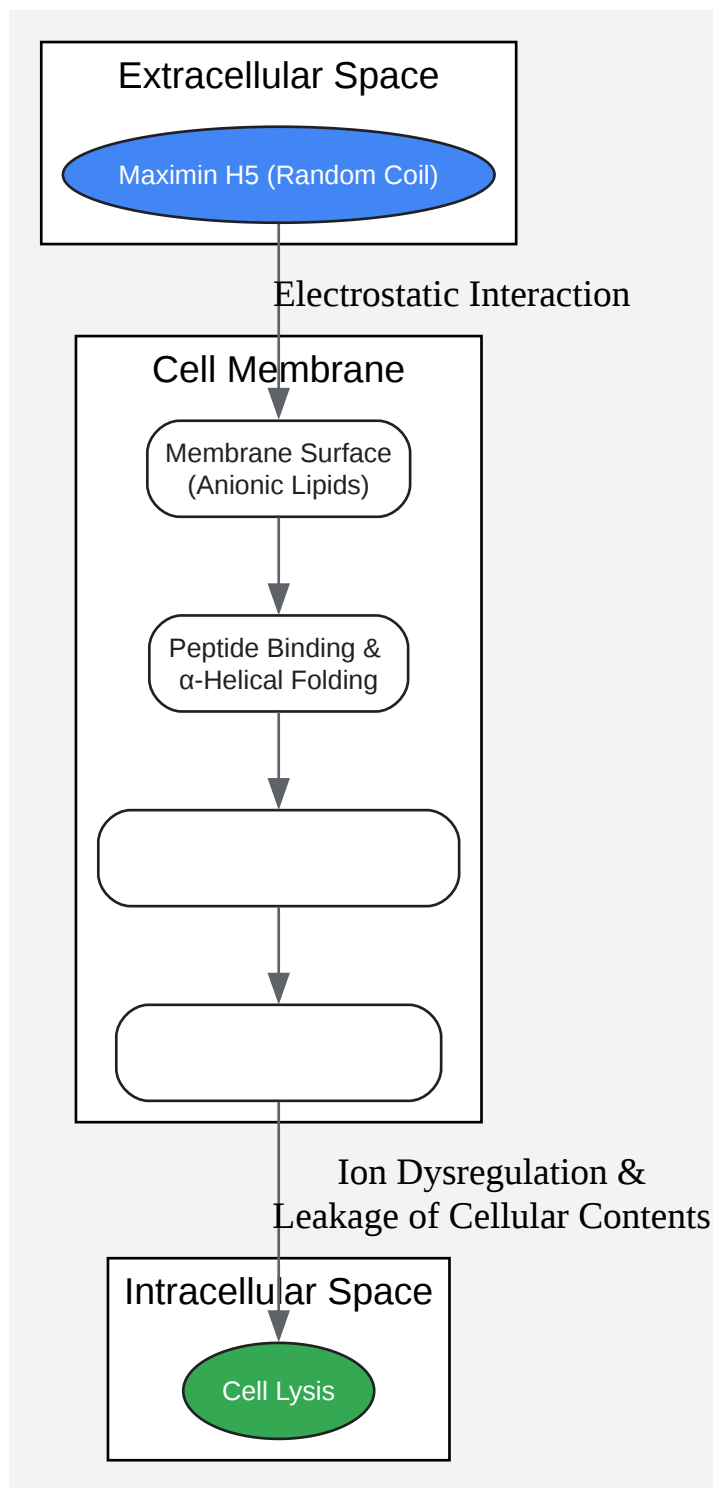 Extracellular Space
Maximin H5 (Random Coil)
Electrostatic Interaction
Cell Membrane
Membrane Surface
(Anionic Lipids)
Peptide Binding &
α-Helical Folding
Ion Dysregulation &
Leakage of Cellular Contents
Intracellular Space
Cell Lysis